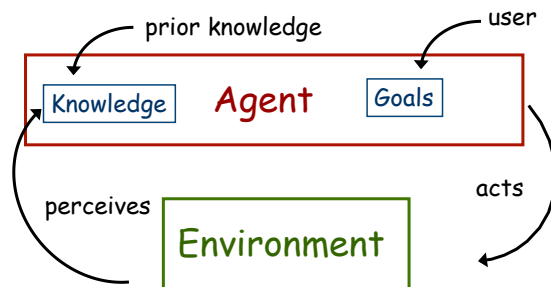 prior knowledge
user
Knowledge
Agent
Goals
perceives
acts
Environment